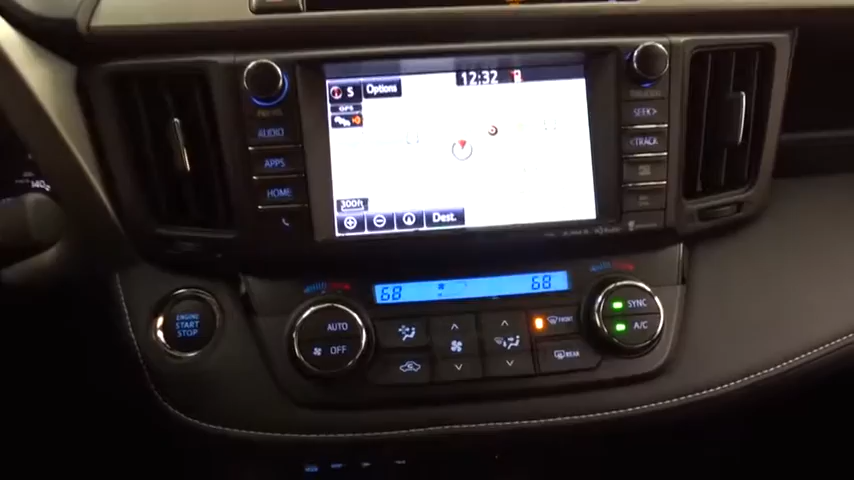 S
Options
12:32
GPS
AUDIO
APPS
HOME
SEEK>
<TRACK
300ft
Dest.
140
68
68
ENGINE
START
STOP
AUTO
OFF
FRONT
REAR
SYNC
A/C